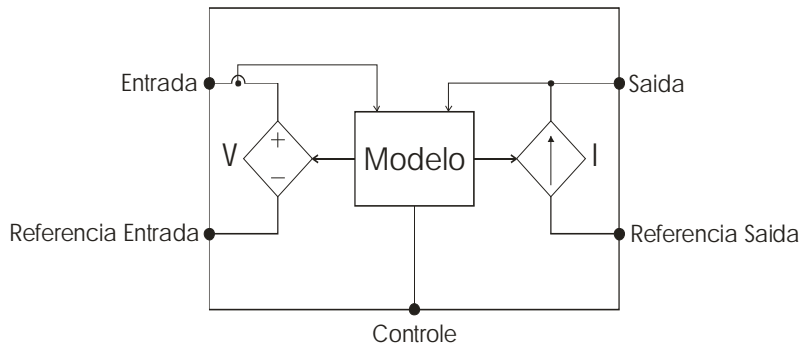 Entrada
Saida
V
+
−
Modelo
I
Referencia Entrada
Referencia Saida
Controle